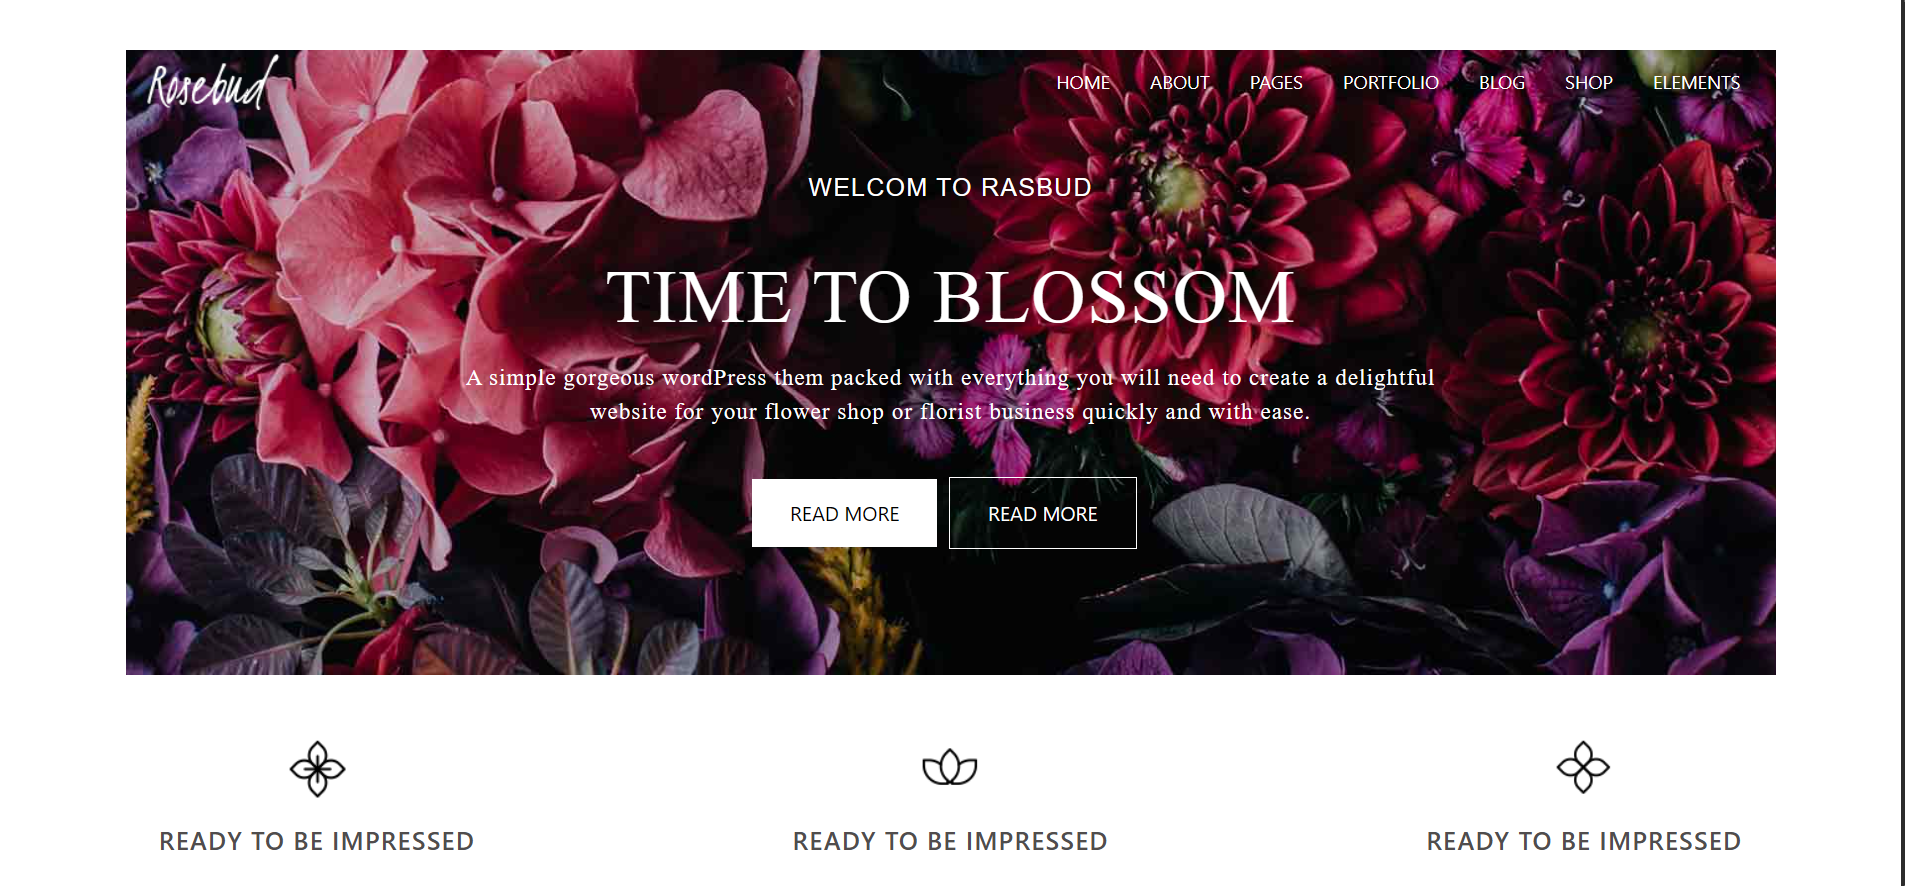 Rosebud
HOME ABOUT PAGES PORTFOLIO BLOG SHOP ELEMENTS
WELCOM TO RASBUD
TIME TO BLOSSOM
A simple gorgeous wordPress them packed with everything you will need to create a delightful
website for your flower shop or florist business quickly and with ease.
READ MORE READ MORE
READY TO BE IMPRESSED READY TO BE IMPRESSED READY TO BE IMPRESSED